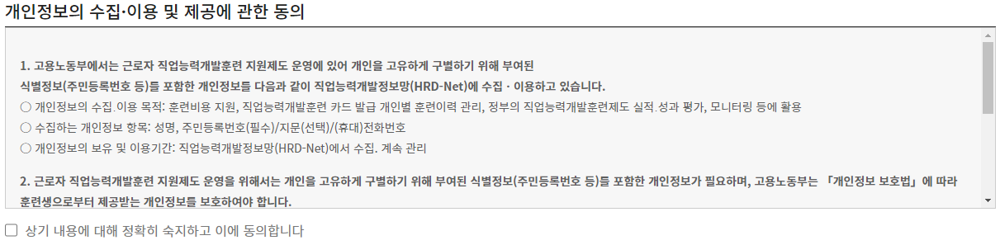 개인정보의 수집·이용 및 제공에 관한 동의
1. 고용노동부에서는 근로자 직업능력개발훈련 지원제도 운영에 있어 개인을 고유하게 구별하기 위해 부여된
식별정보(주민등록번호 등)를 포함한 개인정보를 다음과 같이 직업능력개발정보망(HRD-Net)에 수집ㆍ이용하고 있습니다.
○ 개인정보의 수집․이용 목적: 훈련비용 지원, 직업능력개발훈련 카드 발급 개인별 훈련이력 관리, 정부의 직업능력개발훈련제도 실적․성과 평가, 모니터링 등에 활용
○ 수집하는 개인정보 항목: 성명, 주민등록번호(필수)/지문(선택)/(휴대)전화번호
○ 개인정보의 보유 및 이용기간: 직업능력개발정보망(HRD-Net)에서 수집. 계속 관리
2. 근로자 직업능력개발훈련 지원제도 운영을 위해서는 개인을 고유하게 구별하기 위해 부여된 식별정보(주민등록번호 등)를 포함한 개인정보가 필요하며, 고용노동부는 「개인정보 보호법」에 따라
훈련생으로부터 제공받는 개인정보를 보호하여야 합니다.
상기 내용에 대해 정확히 숙지하고 이에 동의합니다